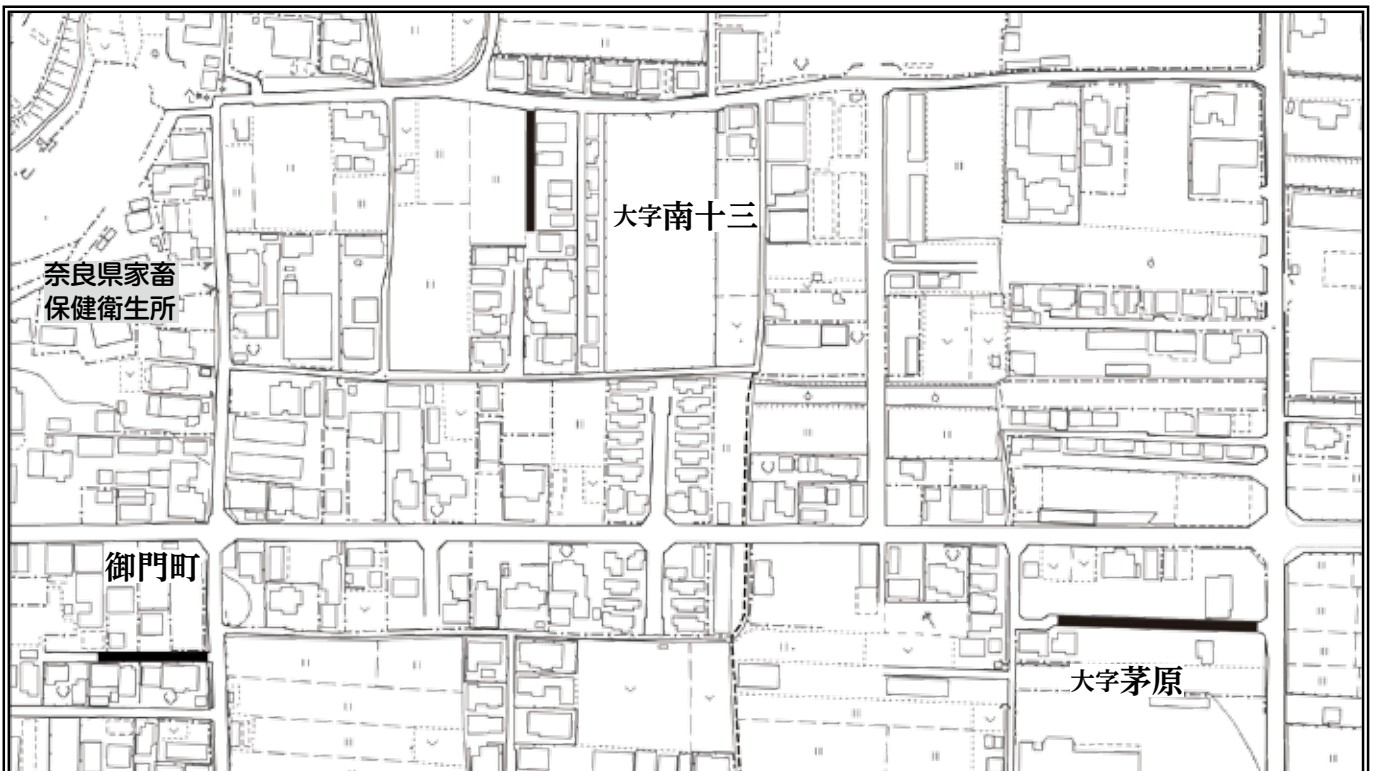 大字南十三
奈良県家畜
保健衛生所
御門町
大字茅原